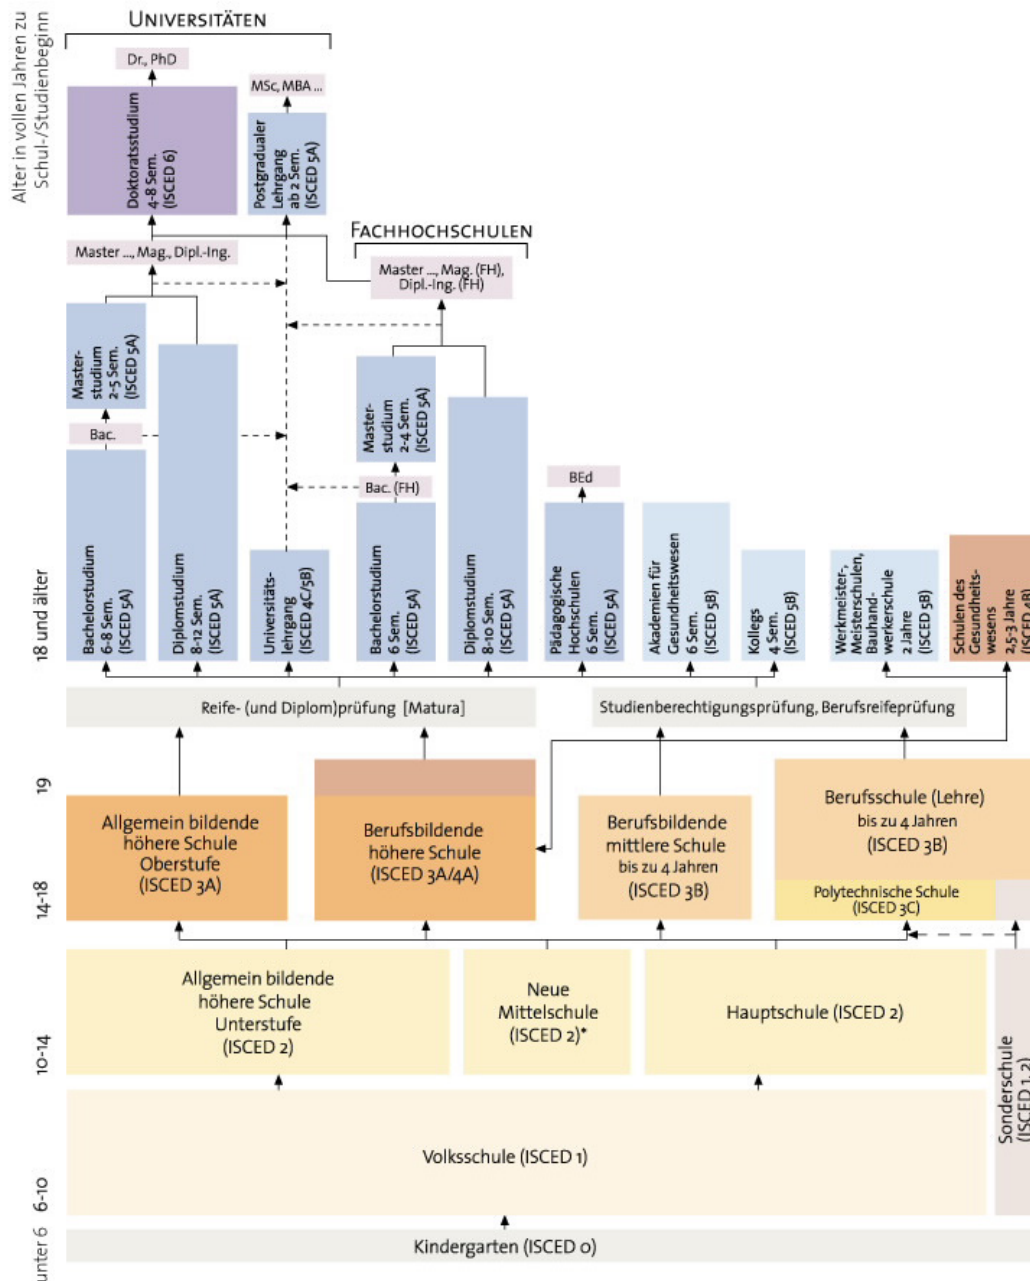 Alter in vollen Jahren zu
Schul-/Studienbeginn
UNIVERSITÄTEN
Dr., PhD
MSc, MBA ...
Doktoratsstudium
4-8 Sem.
(ISCED 6)
Postgradualer
Lehrgang
ab 2 Sem.
(ISCED 5A)
FACHHOCHSCHULEN
Master ..., Mag., Dipl.-Ing.
Master ..., Mag. (FH),
Dipl.-Ing. (FH)
Master-
studium
2-5 Sem.
(ISCED 5A)
Master-
studium
2-4 Sem.
(ISCED 5A)
Bac.
Bac. (FH)
BEd
18 und älter
Bachelorstudium
6-8 Sem.
(ISCED 5A)
Diplomstudium
8-12 Sem.
(ISCED 5A)
Universitäts-
lehrgang
(ISCED 4C/5B)
Bachelorstudium
6 Sem.
(ISCED 5A)
Diplomstudium
8-10 Sem.
(ISCED 5A)
Pädagogische
Hochschulen
6 Sem.
(ISCED 5A)
Akademien für
Gesundheitswesen
6 Sem.
(ISCED 5B)
Kollegs
4 Sem.
(ISCED 5B)
Werkmeister-,
Meisterschulen,
Bauhand-
werkerschule
2 Jahre
(ISCED 5B)
Schulen des
Gesundheits-
wesens
2,5-3 Jahre
(ISCED 4B)
Reife- (und Diplom)prüfung [Matura]
Studienberechtigungsprüfung, Berufsreifeprüfung
19
14-18
Allgemein bildende
höhere Schule
Oberstufe
(ISCED 3A)
Berufsbildende
höhere Schule
(ISCED 3A/4A)
Berufsbildende
mittlere Schule
bis zu 4 Jahren
(ISCED 3B)
Berufsschule (Lehre)
bis zu 4 Jahren
(ISCED 3B)
Polytechnische Schule
(ISCED 3C)
10-14
Allgemein bildende
höhere Schule
Unterstufe
(ISCED 2)
Neue
Mittelschule
(ISCED 2)*
Hauptschule (ISCED 2)
Sonderschule
(ISCED 1, 2)
6-10
Volksschule (ISCED 1)
unter 6
Kindergarten (ISCED 0)